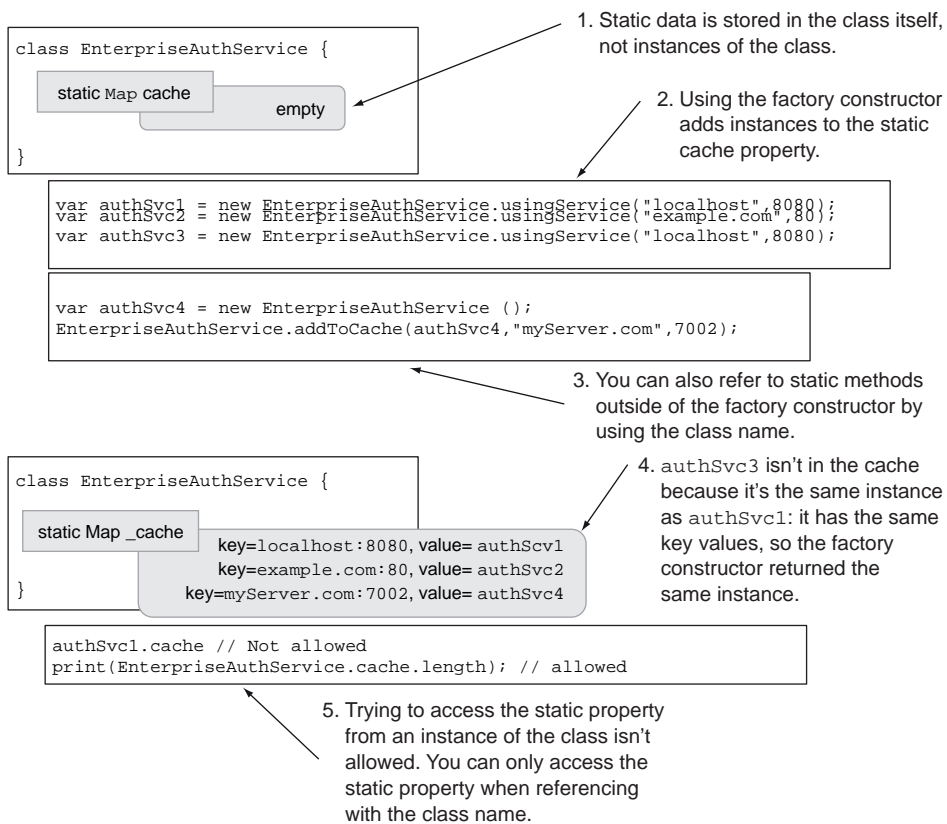 1. Static data is stored in the class itself,
not instances of the class.
class EnterpriseAuthService {
static Map cache
empty
}
2. Using the factory constructor
adds instances to the static
cache property.
var authSvc1 = new EnterpriseAuthService.usingService("localhost",8080);
var authSvc2 = new EnterpriseAuthService.usingService("example.com",80);
var authSvc3 = new EnterpriseAuthService.usingService("localhost",8080);
var authSvc4 = new EnterpriseAuthService ();
EnterpriseAuthService.addToCache(authSvc4,"myServer.com",7002);
3. You can also refer to static methods
outside of the factory constructor by
using the class name.
class EnterpriseAuthService {
static Map _cache
key=localhost:8080, value= authScv1
key=example.com:80, value= authSvc2
key=myServer.com:7002, value= authSvc4
}
4. authSvc3 isn't in the cache
because it's the same instance
as authSvc1: it has the same
key values, so the factory
constructor returned the
same instance.
authSvc1.cache // Not allowed
print(EnterpriseAuthService.cache.length); // allowed
5. Trying to access the static property
from an instance of the class isn't
allowed. You can only access the
static property when referencing
with the class name.